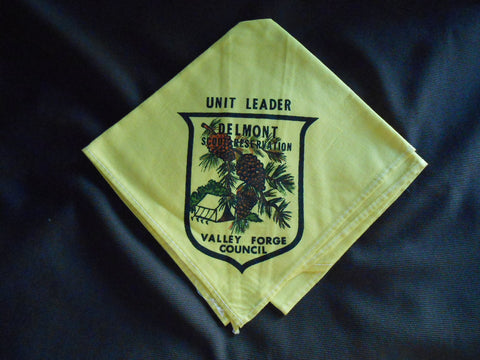 UNIT LEADER
DELMONT
SCOUT RESERVATION
VALLEY FORGE
COUNCIL